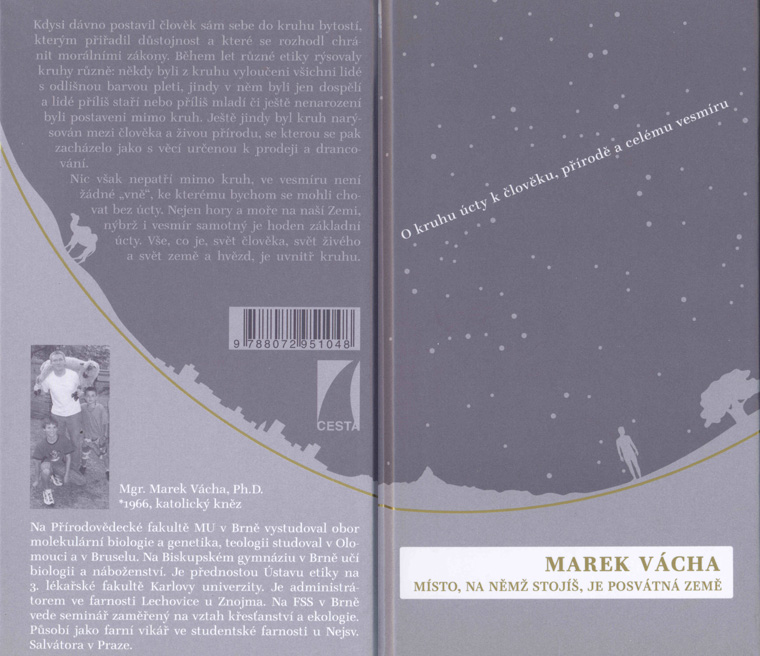 Kdysi dávno postavil člověk sám sebe do kruhu bytostí,
kterým přiřadil důstojnost a které se rozhodl chrá-
nit morálními zákony. Během let různé etiky rýsovaly
kruhy různě: někdy byli z kruhu vyloučeni všichni lidé
s odlišnou barvou pleti, jindy v něm byli jen dospělí
a lidé příliš staří nebo příliš mladí či ještě nenarození
byli postaveni mimo kruh. Ještě jindy byl kruh narý-
sován mezi člověka a živou přírodu, se kterou se pak
zacházelo jako s věcí určenou k prodeji a dranco-
vání.
Nic však nepatří mimo kruh, ve vesmíru není
žádné „vně“, ke kterému bychom se mohli cho-
vat bez úcty. Nejen hory a moře na naší Zemi,
nýbrž i vesmír samotný je hoden základní
úcty. Vše, co je, svět člověka, svět živého
a svět země a hvězd, je uvnitř kruhu.
9 788072 951048
CESTA
Mgr. Marek Vácha, Ph.D.
*1966, katolický kněz
Na Přírodovědecké fakultě MU v Brně vystudoval obor
molekulární biologie a genetika, teologii studoval v Olo-
mouci a v Bruselu. Na Biskupském gymnáziu v Brně učí
biologii a náboženství. Je přednostou Ústavu etiky na
3. lékařské fakultě Karlovy univerzity. Je administrá-
torem ve farnosti Lechovice u Znojma. Na FSS v Brně
vede seminář zaměřený na vztah křesťanství a ekologie.
Působí jako farní vikář ve studentské farnosti u Nejsv.
Salvátora v Praze.
O kruhu úcty k člověku, přírodě a celému vesmíru
MAREK VÁCHA
MÍSTO, NA NĚMŽ STOJÍŠ, JE POSVÁTNÁ ZEMĚ